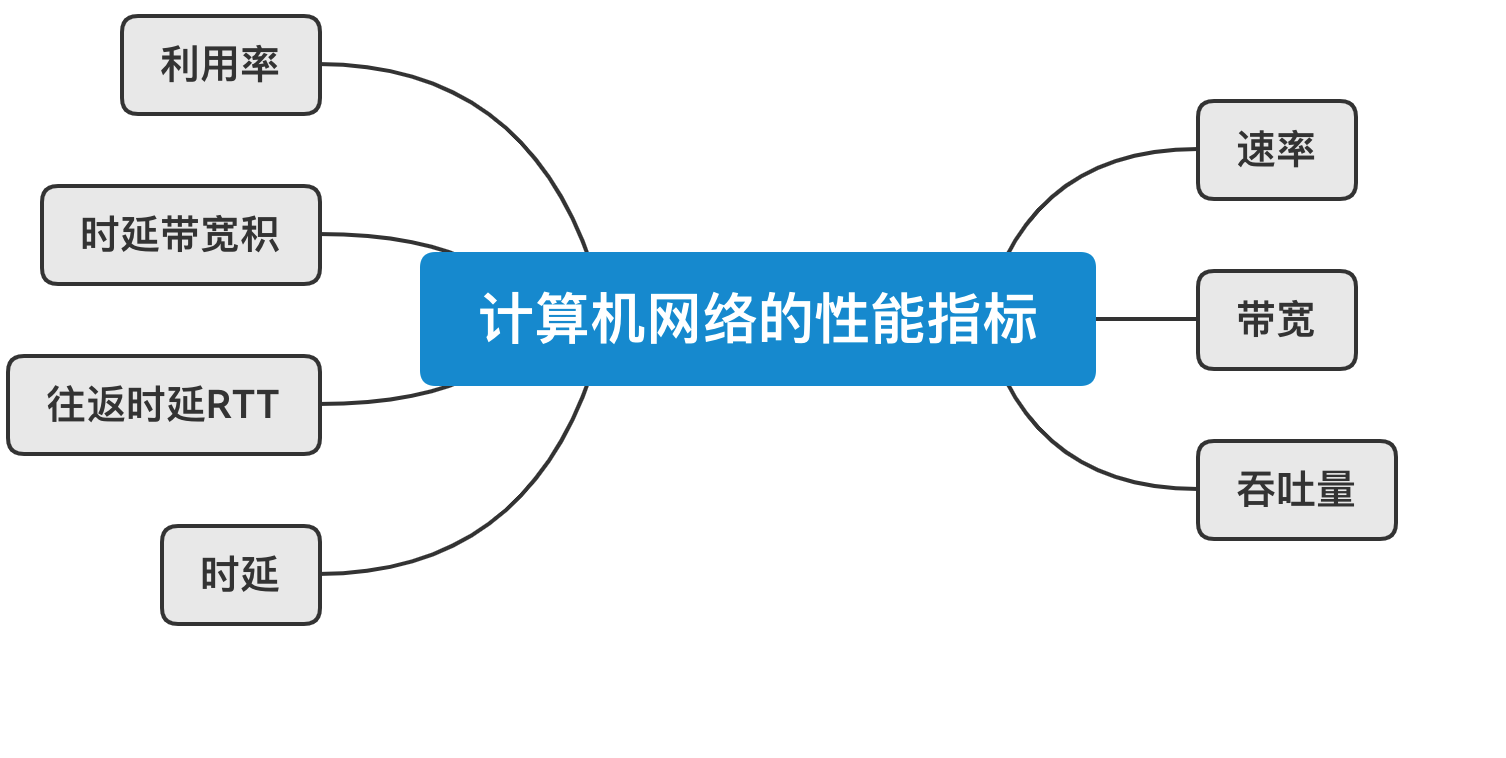 利用率
时延带宽积
往返时延RTT
时延
计算机网络的性能指标
速率
带宽
吞吐量